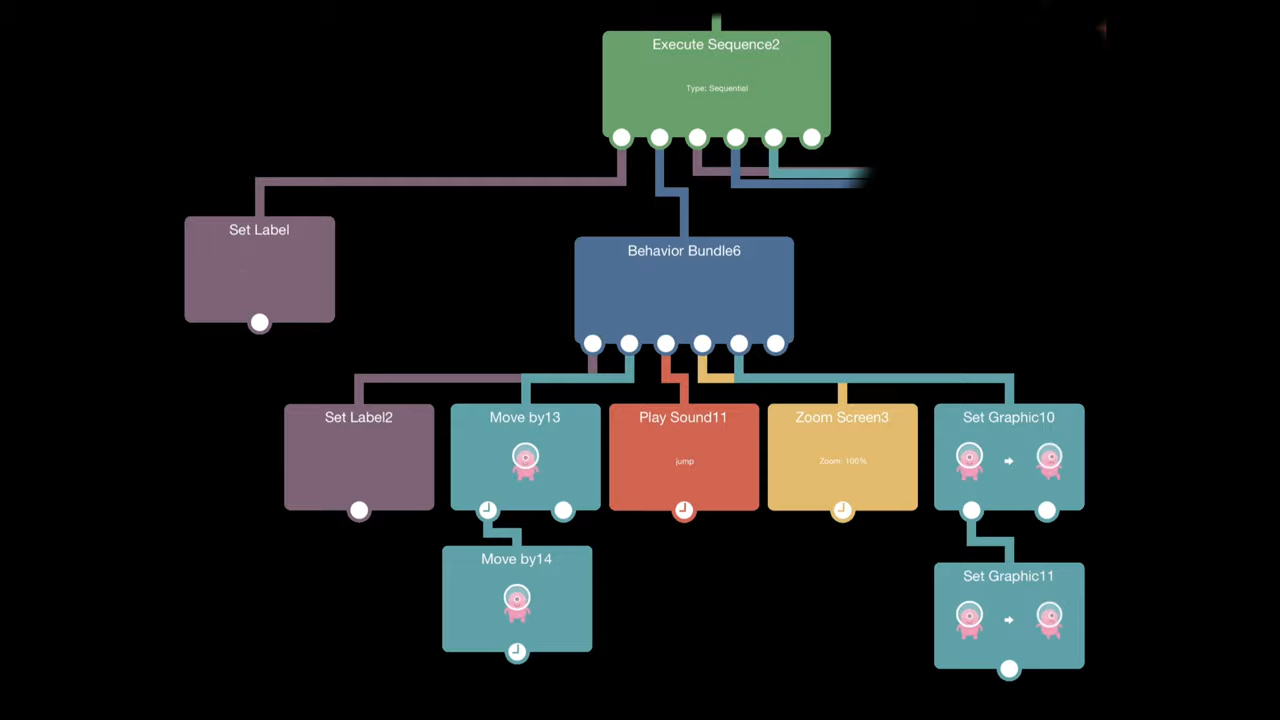 Execute Sequence2
Type: Sequential
Set Label
Behavior Bundle6
Set Label2
Move by13
Play Sound11
Zoom Screen3
Set Graphic10
jump
Zoom: 100%
Move by14
Set Graphic11